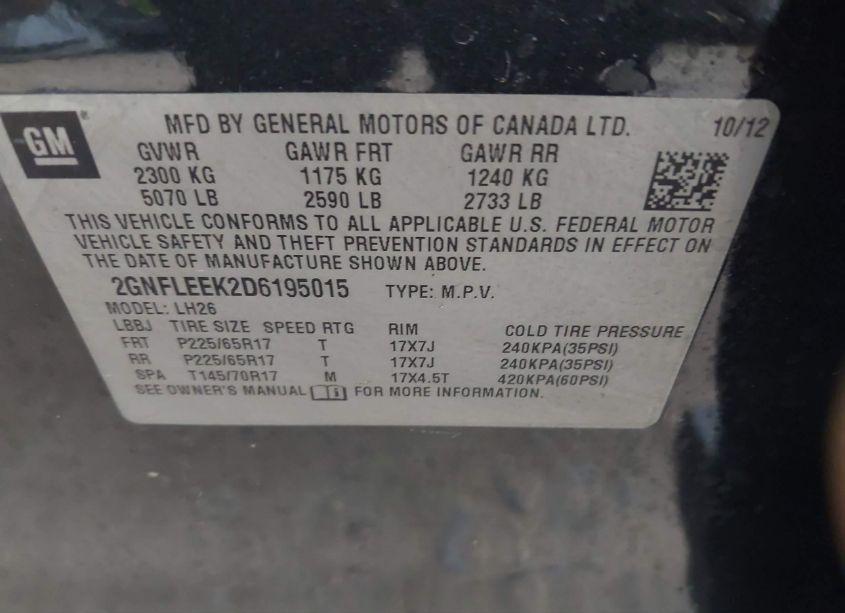 GM ® MFD BY GENERAL MOTORS OF CANADA LTD. 10/12
GVWR GAWR FRT GAWR RR
2300 KG 1175 KG 1240 KG
5070 LB 2590 LB 2733 LB
THIS VEHICLE CONFORMS TO ALL APPLICABLE U.S. FEDERAL MOTOR
VEHICLE SAFETY AND THEFT PREVENTION STANDARDS IN EFFECT ON
THE DATE OF MANUFACTURE SHOWN ABOVE.
2GNFLEEK2D6195015 TYPE: M.P.V.
MODEL: LH26
LBBJ TIRE SIZE SPEED RTG RIM COLD TIRE PRESSURE
FRT P225/65R17 T 17X7J 240KPA(35PSI)
RR P225/65R17 T 17X7J 240KPA(35PSI)
SPA T145/70R17 M 17X4.5T 420KPA(60PSI)
SEE OWNER'S MANUAL FOR MORE INFORMATION.